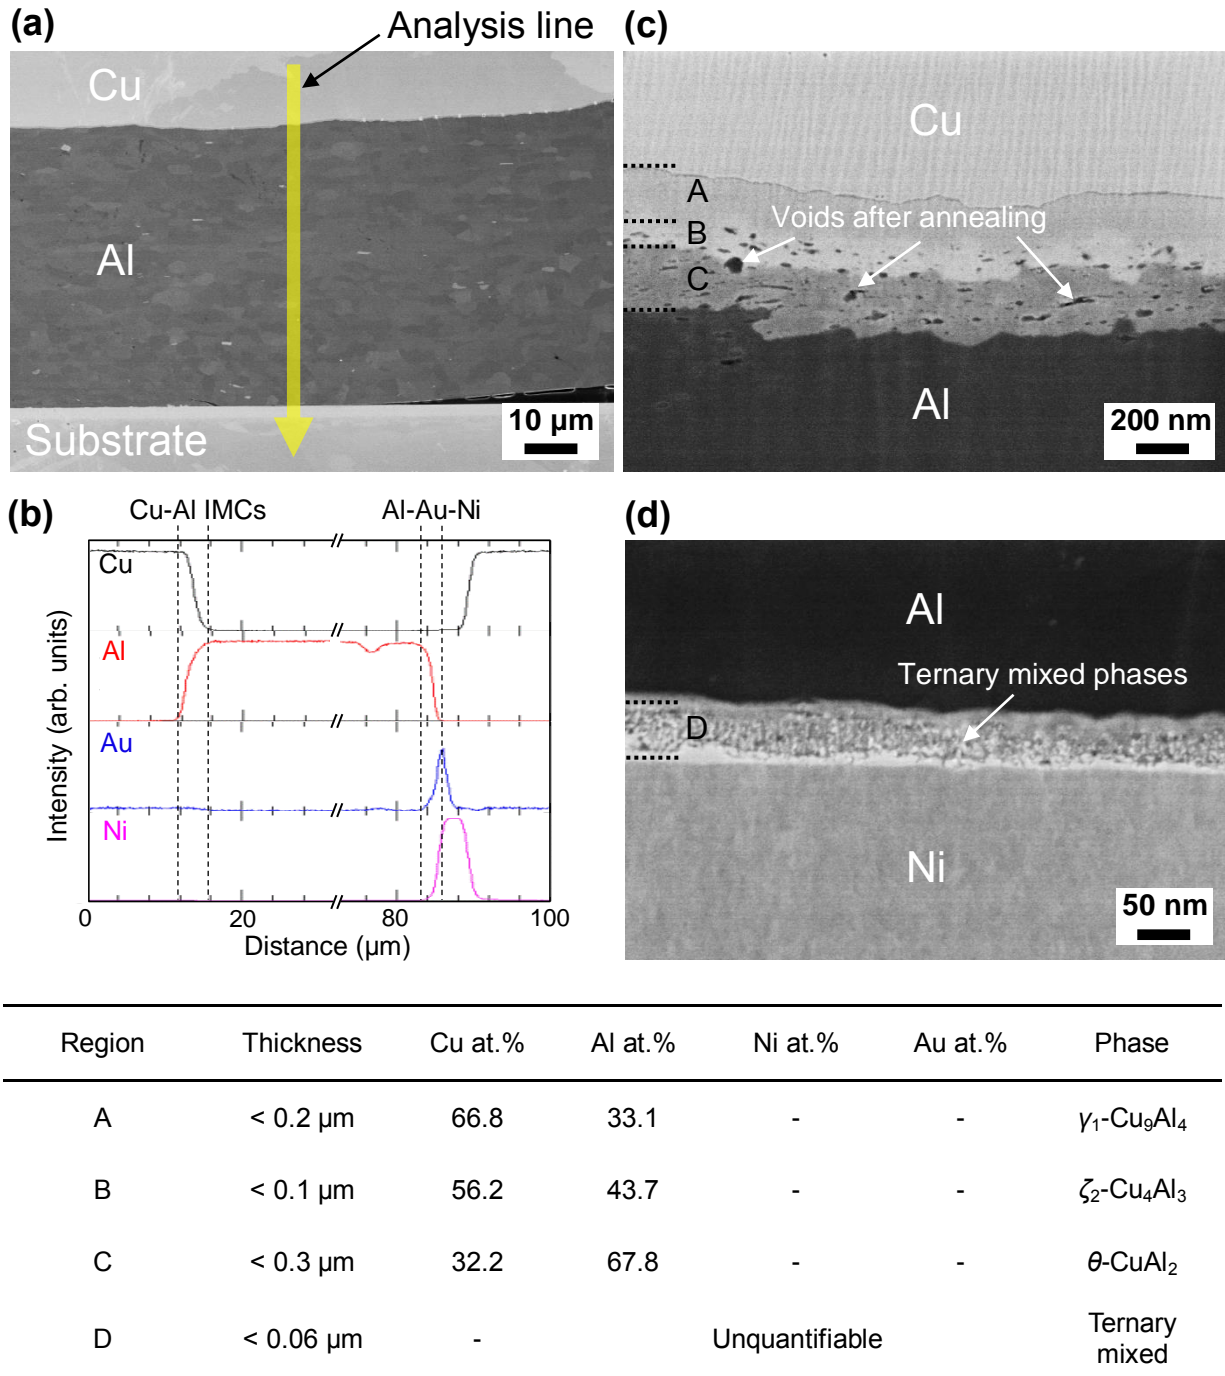 (a)
Analysis line
Cu
Al
Substrate
10 µm
(c)
Cu
A
B
C
Voids after annealing
Al
200 nm
(b)
Cu-Al IMCs
Al-Au-Ni
Cu
Al
Au
Ni
Intensity (arb. units)
0
20
80
100
Distance (µm)
(d)
Al
Ternary mixed phases
D
Ni
50 nm
Region Thickness Cu at.% Al at.% Ni at.% Au at.% Phase
A < 0.2 µm 66.8 33.1 - - γ₁-Cu₉Al₄
B < 0.1 µm 56.2 43.7 - - ζ₂-Cu₄Al₃
C < 0.3 µm 32.2 67.8 - - θ-CuAl₂
D < 0.06 µm - Unquantifiable Ternary
mixed